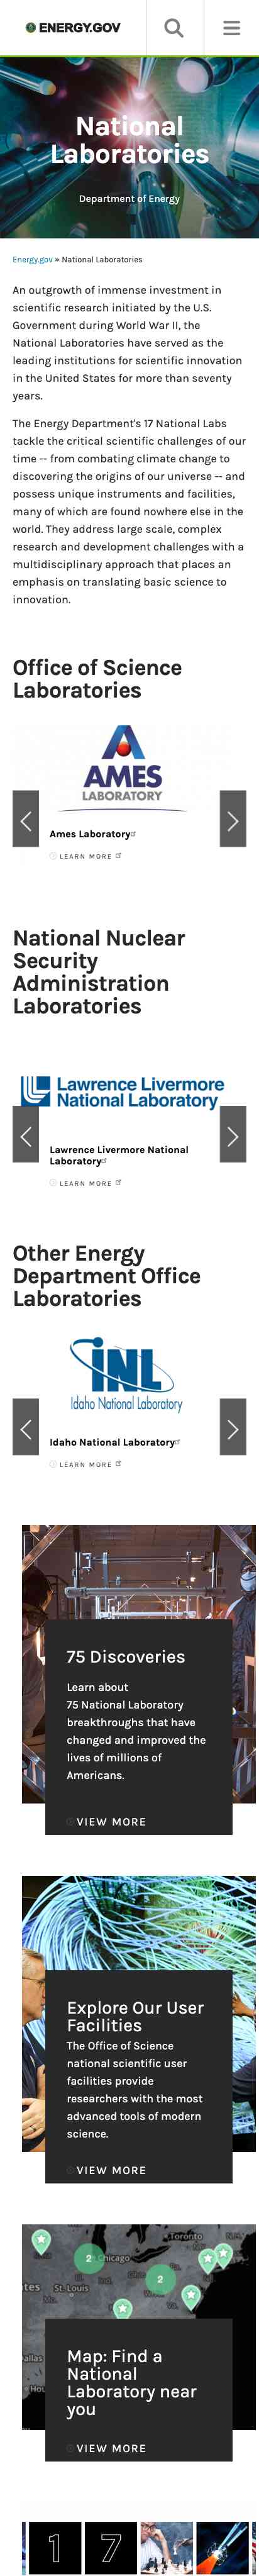 ENERGY.GOV
National
Laboratories
Department of Energy
Energy.gov » National Laboratories
An outgrowth of immense investment in
scientific research initiated by the U.S.
Government during World War II, the
National Laboratories have served as the
leading institutions for scientific innovation
in the United States for more than seventy
years.
The Energy Department's 17 National Labs
tackle the critical scientific challenges of our
time -- from combating climate change to
discovering the origins of our universe -- and
possess unique instruments and facilities,
many of which are found nowhere else in the
world. They address large scale, complex
research and development challenges with a
multidisciplinary approach that places an
emphasis on translating basic science to
innovation.
Office of Science
Laboratories
AMES
LABORATORY
Ames Laboratory
LEARN MORE
National Nuclear
Security
Administration
Laboratories
Lawrence Livermore
National Laboratory
Lawrence Livermore National
Laboratory
LEARN MORE
Other Energy
Department Office
Laboratories
INL
Idaho National Laboratory
Idaho National Laboratory
LEARN MORE
75 Discoveries
Learn about
75 National Laboratory
breakthroughs that have
changed and improved the
lives of millions of
Americans.
VIEW MORE
Explore Our User
Facilities
The Office of Science
national scientific user
facilities provide
researchers with the most
advanced tools of modern
science.
VIEW MORE
Toronto
2 Chicago
2
St. Louis
Map: Find a
National
Laboratory near
you
VIEW MORE
1 7